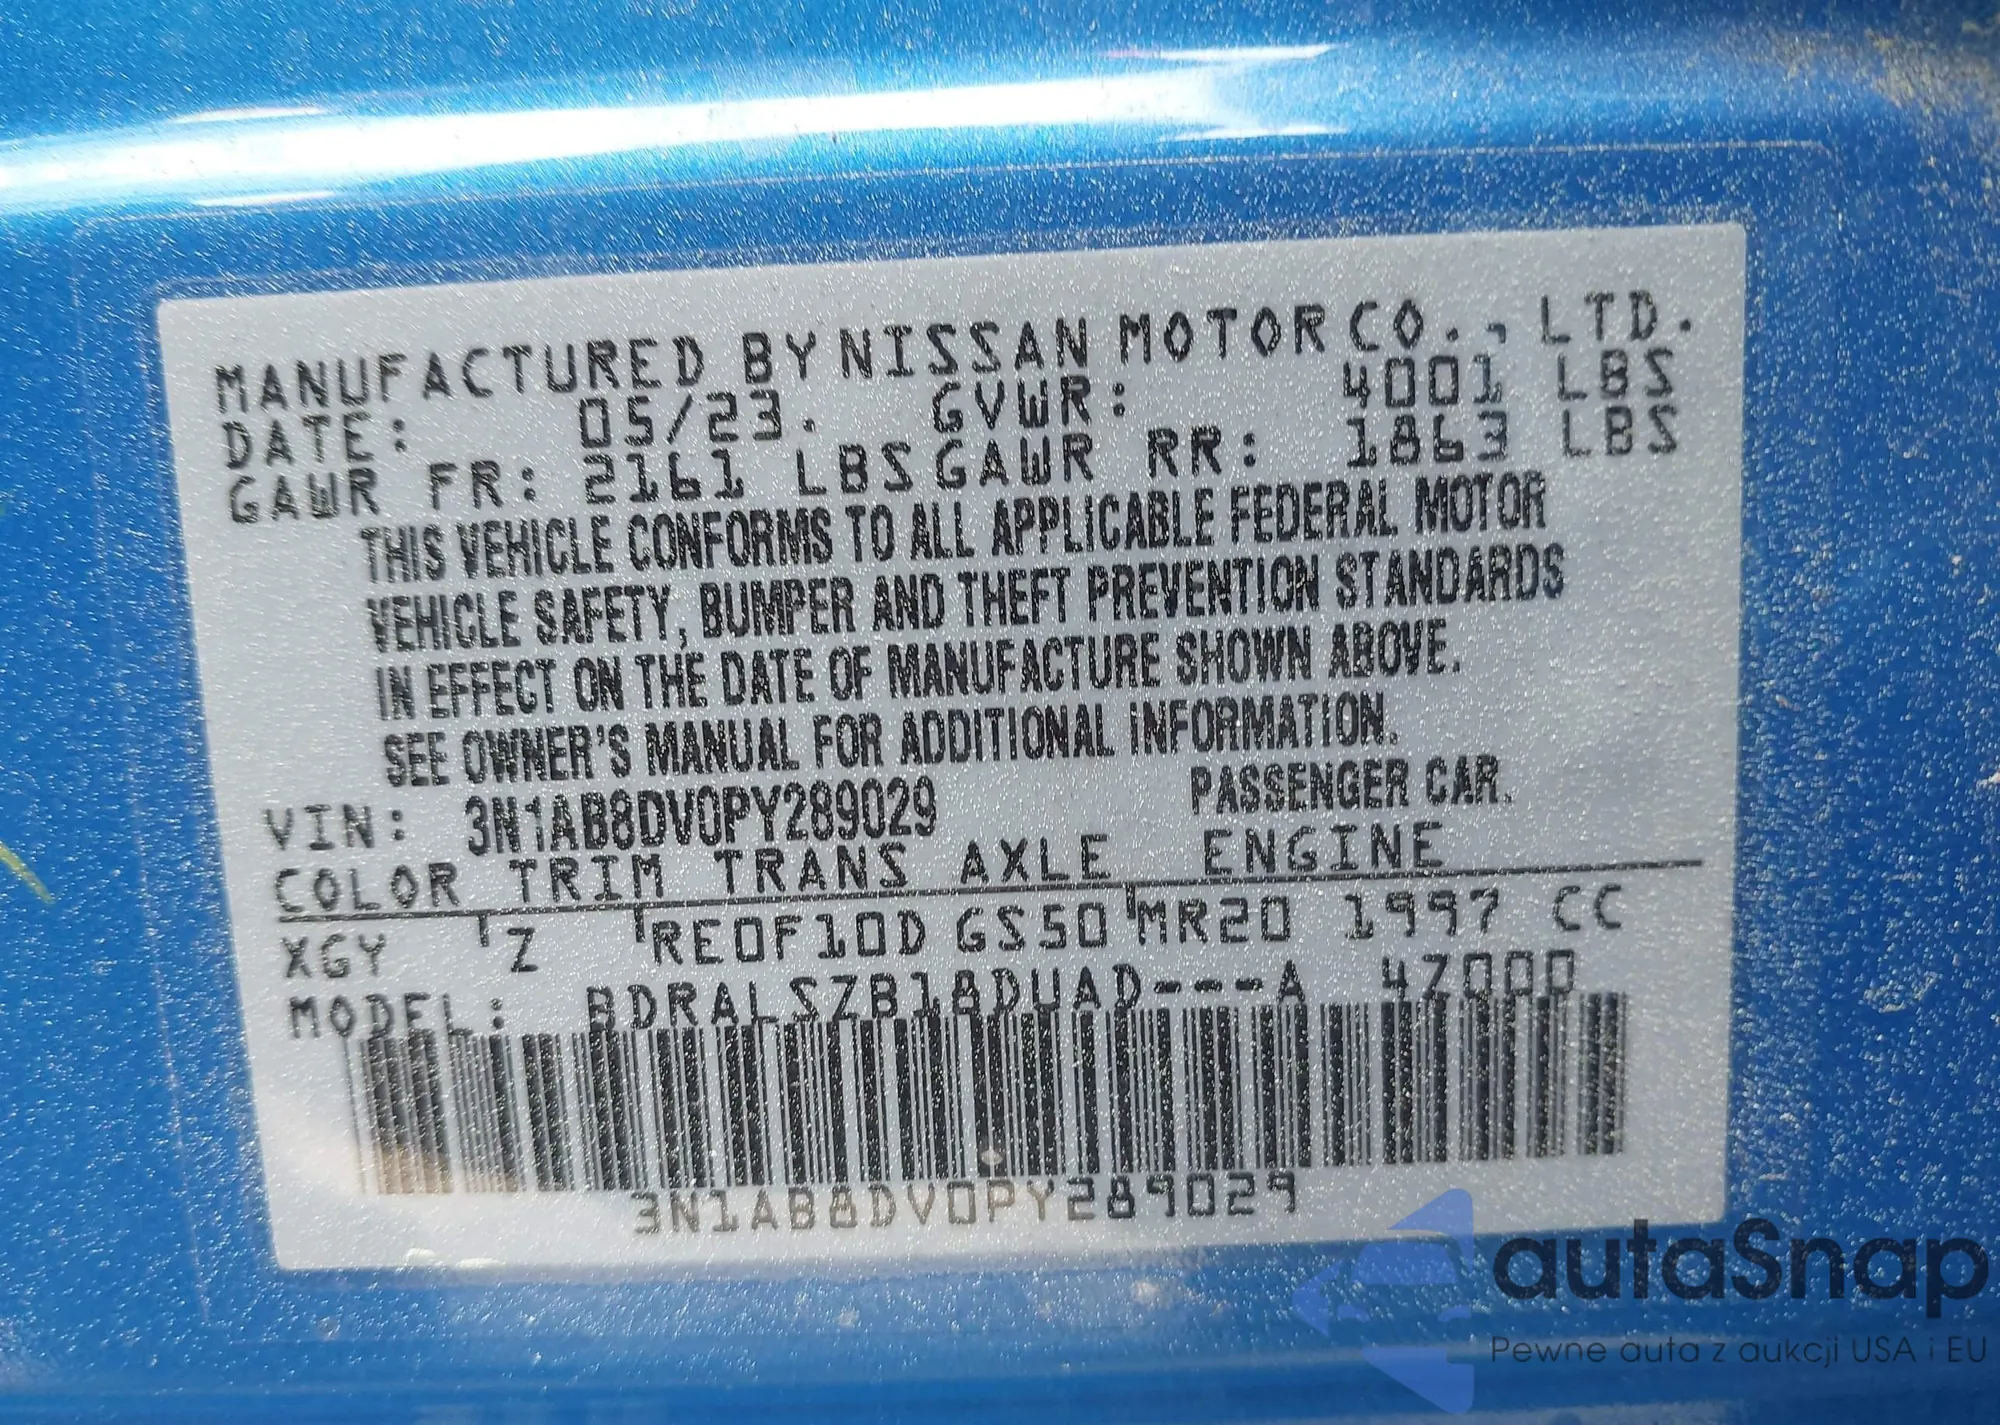 MANUFACTURED BY NISSAN MOTOR CO., LTD.
DATE: 05/23. GVWR: 4001 LBS
GAWR FR: 2161 LBS GAWR RR: 1863 LBS
THIS VEHICLE CONFORMS TO ALL APPLICABLE FEDERAL MOTOR
VEHICLE SAFETY, BUMPER AND THEFT PREVENTION STANDARDS
IN EFFECT ON THE DATE OF MANUFACTURE SHOWN ABOVE.
SEE OWNER'S MANUAL FOR ADDITIONAL INFORMATION.
VIN: 3N1AB8DV0PY289029 PASSENGER CAR.
COLOR TRIM TRANS AXLE ENGINE
XGY Z RE0F10D GS50 MR20 1997 CC
MODEL: BDRALSZB18DUAD---A 4Z000
3N1AB8DV0PY289029
autaSnap
Pewne auta z aukcji USA i EU